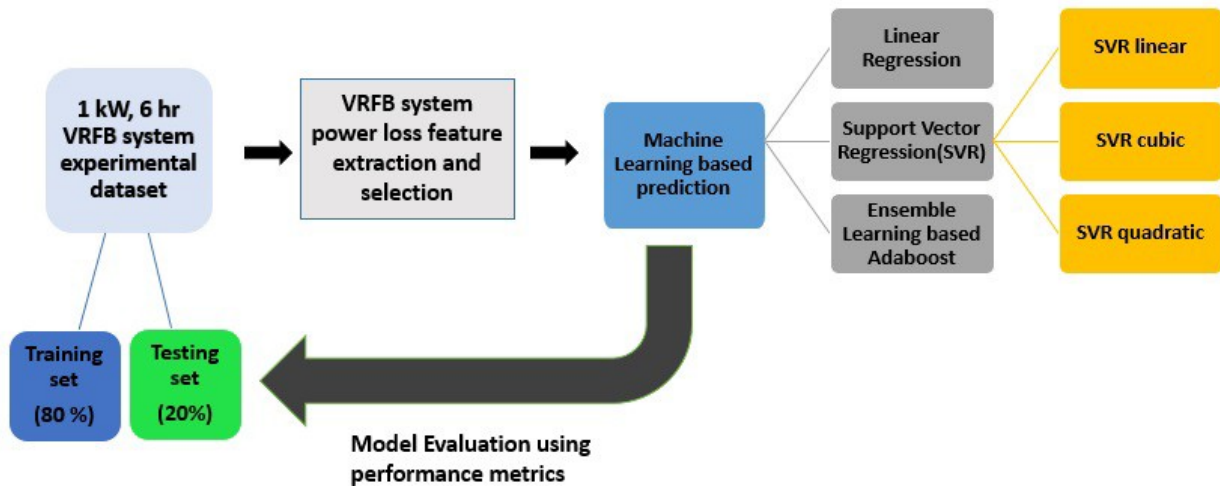 1 kW, 6 hr
VRFB system
experimental
dataset
VRFB system
power loss feature
extraction and
selection
Machine
Learning based
prediction
Linear
Regression
Support Vector
Regression(SVR)
Ensemble
Learning based
Adaboost
SVR linear
SVR cubic
SVR quadratic
Training
set
(80 %)
Testing
set
(20%)
Model Evaluation using
performance metrics